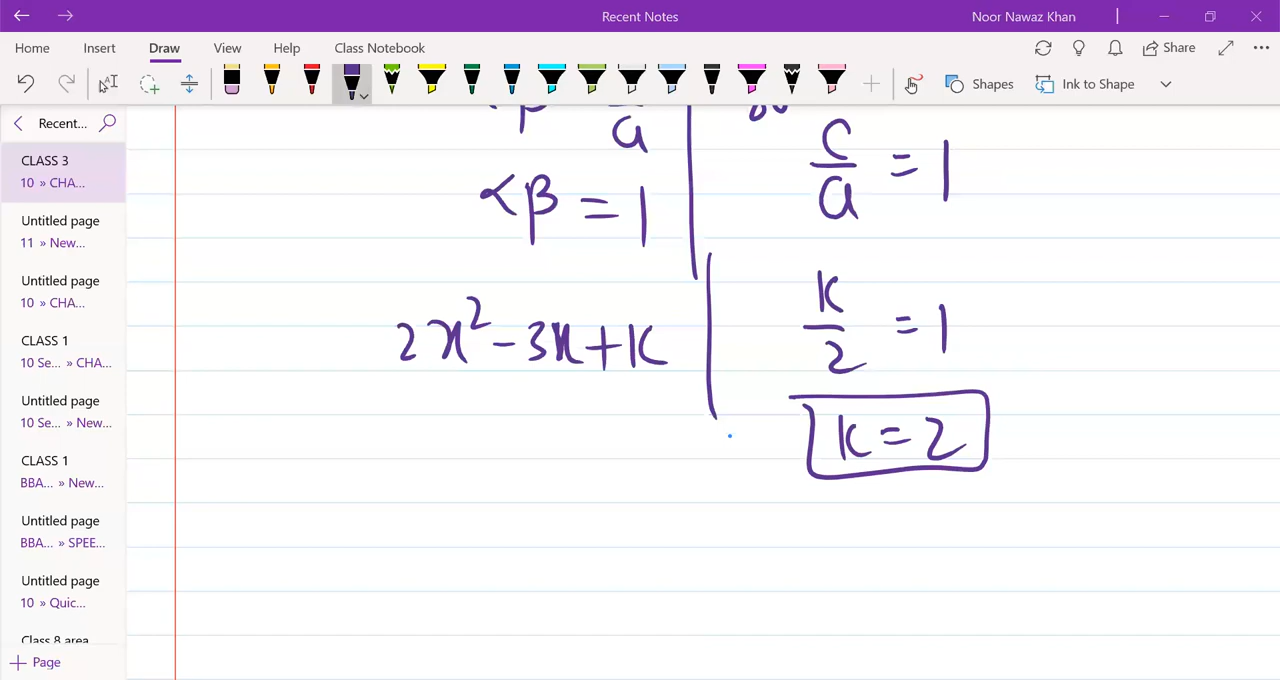 Recent Notes
Noor Nawaz Khan
Home Insert Draw View Help Class Notebook
Share
Shapes
Ink to Shape
Recent...
CLASS 3
10 » CHA...
Untitled page
11 » New...
Untitled page
10 » CHA...
CLASS 1
10 Se... » CHA...
Untitled page
10 Se... » New...
CLASS 1
BBA... » New...
Untitled page
BBA... » SPEE...
Untitled page
10 » Quic...
Class 8 area
+ Page
a
αβ = 1
2x² - 3x + k
c/a = 1
k/2 = 1
k = 2